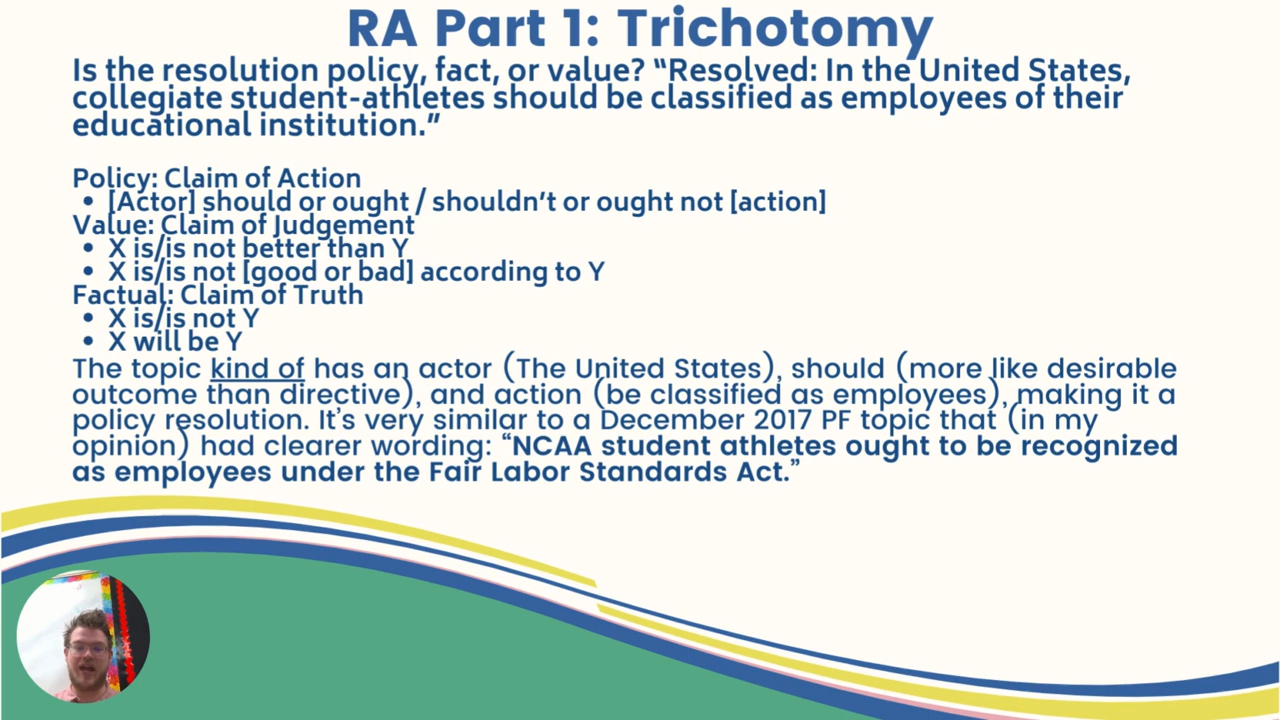 RA Part 1: Trichotomy
Is the resolution policy, fact, or value? “Resolved: In the United States,
collegiate student-athletes should be classified as employees of their
educational institution.”
Policy: Claim of Action
• [Actor] should or ought / shouldn’t or ought not [action]
Value: Claim of Judgement
• X is/is not better than Y
• X is/is not [good or bad] according to Y
Factual: Claim of Truth
• X is/is not Y
• X will be Y
The topic kind of has an actor (The United States), should (more like desirable
outcome than directive), and action (be classified as employees), making it a
policy resolution. It’s very similar to a December 2017 PF topic that (in my
opinion) had clearer wording: “NCAA student athletes ought to be recognized
as employees under the Fair Labor Standards Act.”